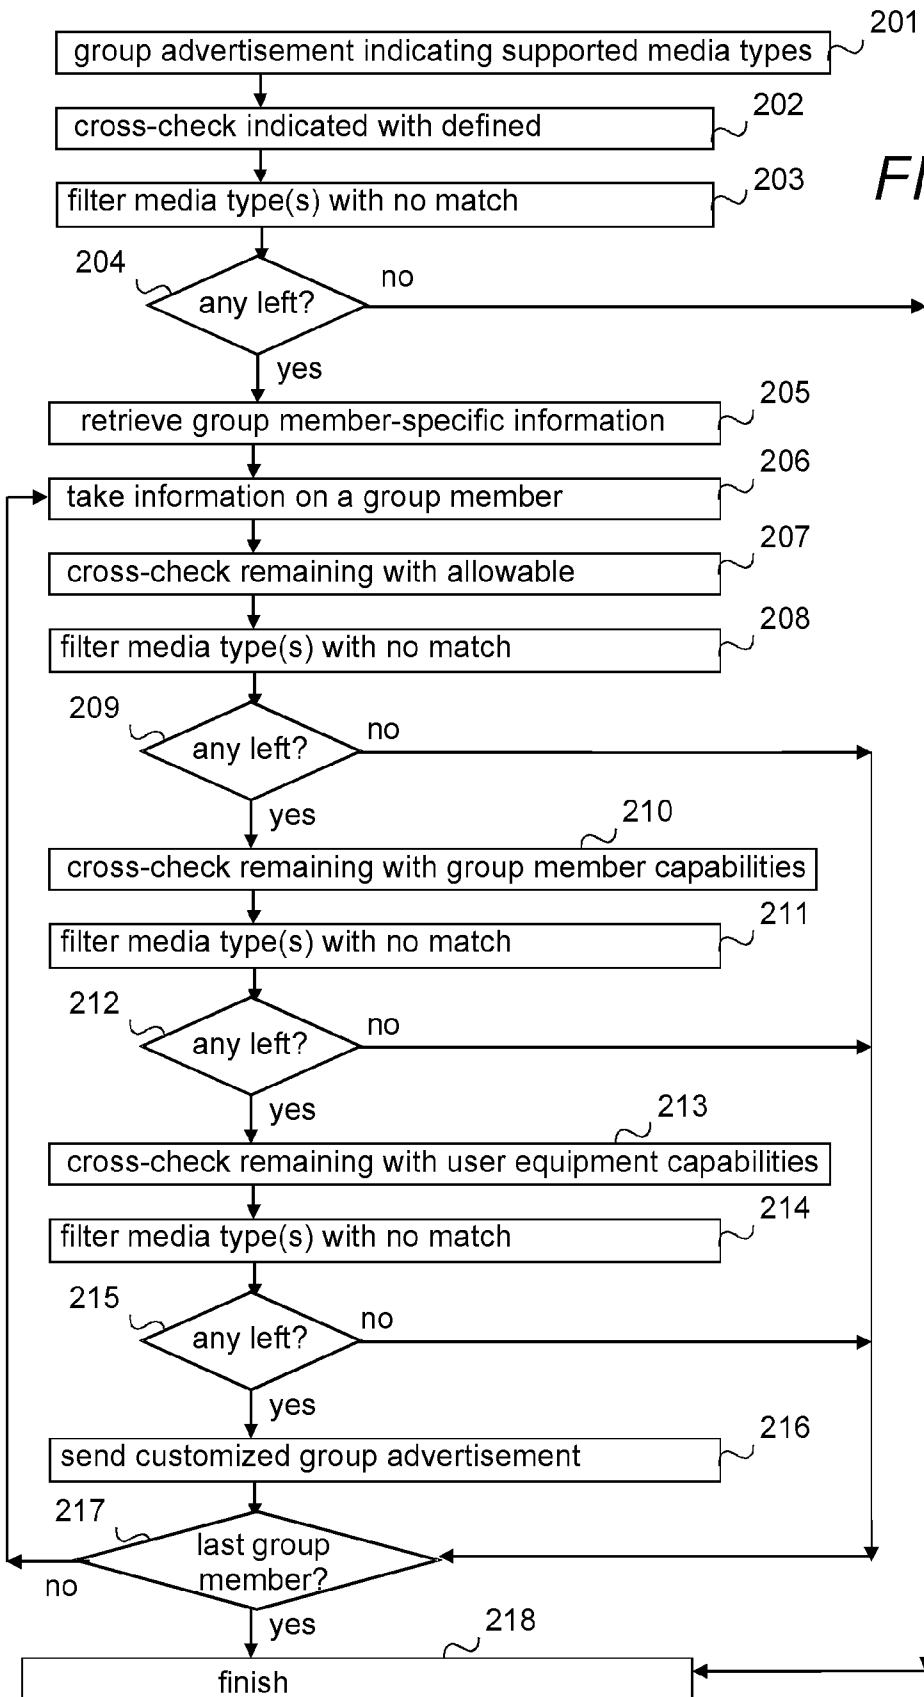 group advertisement indicating supported media types
201
cross-check indicated with defined
202
filter media type(s) with no match
203
FI
204
any left?
no
yes
retrieve group member-specific information
205
take information on a group member
206
cross-check remaining with allowable
207
filter media type(s) with no match
208
209
any left?
no
yes
210
cross-check remaining with group member capabilities
filter media type(s) with no match
211
212
any left?
no
yes
213
cross-check remaining with user equipment capabilities
filter media type(s) with no match
214
215
any left?
no
yes
send customized group advertisement
216
217
last group
member?
no
yes
218
finish